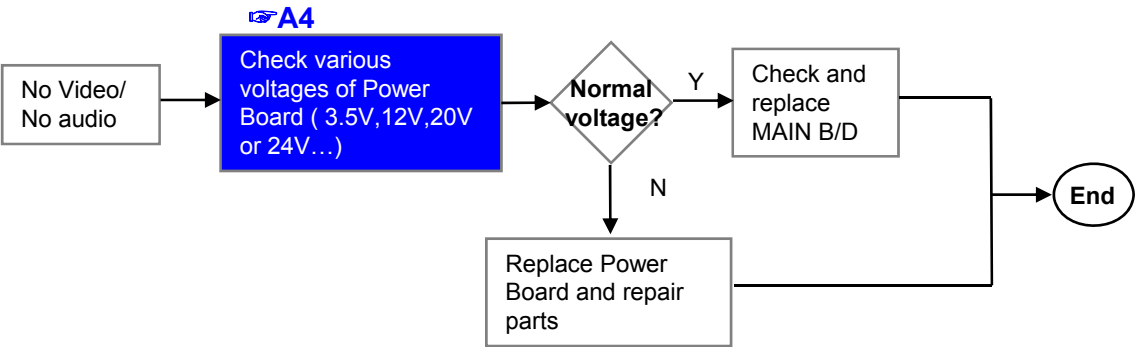 ☞A4
No Video/
No audio
Check various
voltages of Power
Board ( 3.5V,12V,20V
or 24V…)
Normal
voltage?
Y
Check and
replace
MAIN B/D
N
Replace Power
Board and repair
parts
End